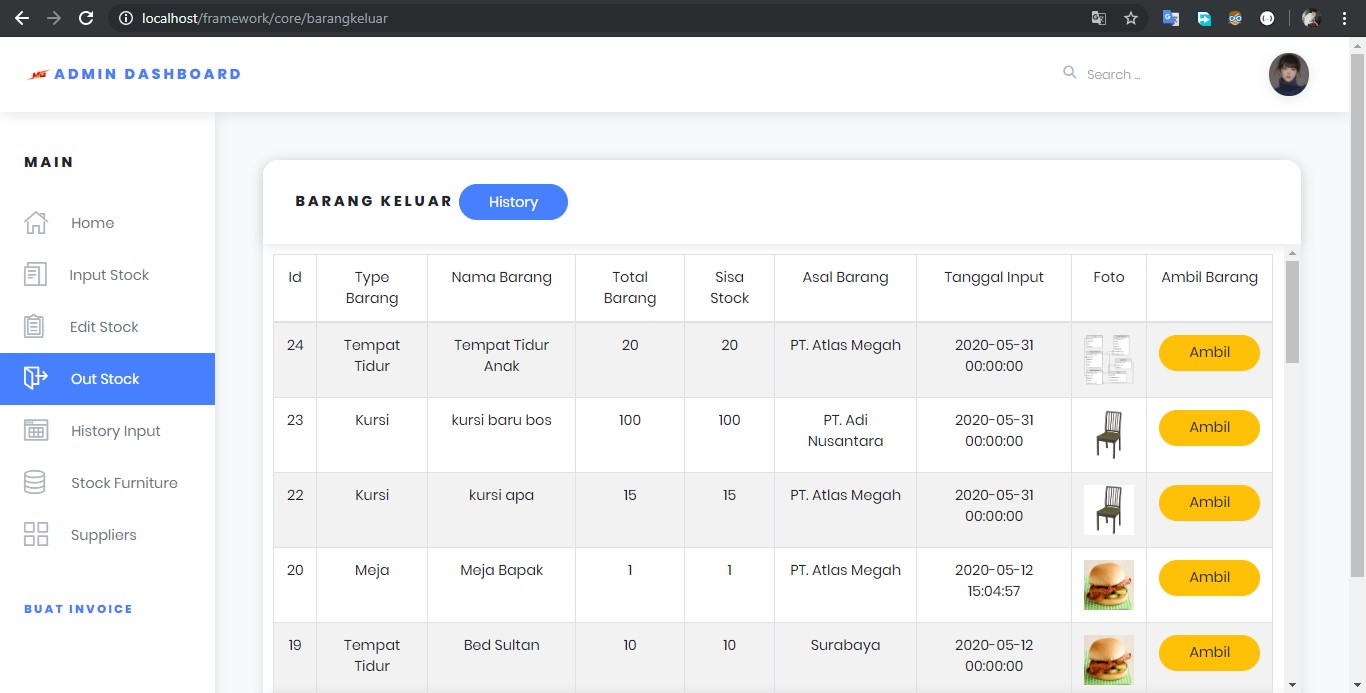 localhost/framework/core/barangkeluar
MG ADMIN DASHBOARD
Search ...
MAIN
Home
Input Stock
Edit Stock
Out Stock
History Input
Stock Furniture
Suppliers
BUAT INVOICE
BARANG KELUAR History
Id Type Barang Nama Barang Total Barang Sisa Stock Asal Barang Tanggal Input Foto Ambil Barang
24 Tempat Tidur Tempat Tidur Anak 20 20 PT. Atlas Megah 2020-05-31 00:00:00 Ambil
23 Kursi kursi baru bos 100 100 PT. Adi Nusantara 2020-05-31 00:00:00 Ambil
22 Kursi kursi apa 15 15 PT. Atlas Megah 2020-05-31 00:00:00 Ambil
20 Meja Meja Bapak 1 1 PT. Atlas Megah 2020-05-12 15:04:57 Ambil
19 Tempat Tidur Bed Sultan 10 10 Surabaya 2020-05-12 00:00:00 Ambil